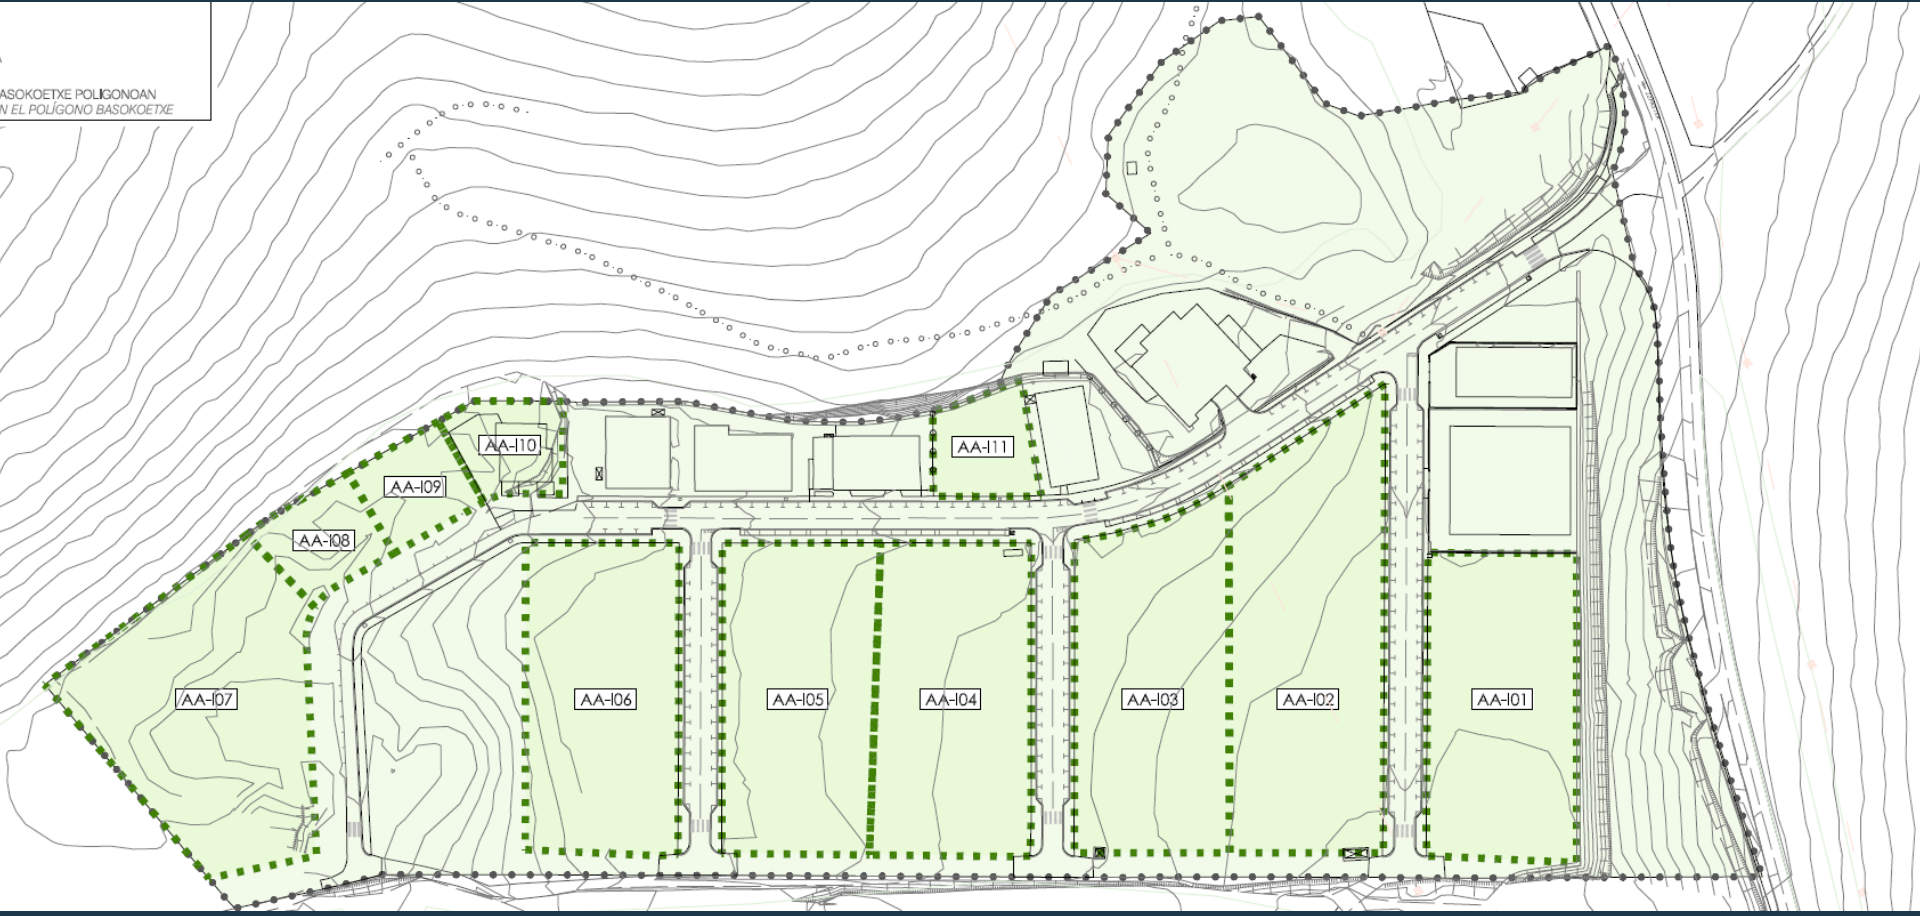 ASOKOETXE POLIGONOAN
N EL POLÍGONO BASOKOETXE
AA-I10
AA-I11
AA-I09
AA-I08
AA-I07
AA-I06
AA-I05
AA-I04
AA-I03
AA-I02
AA-I01